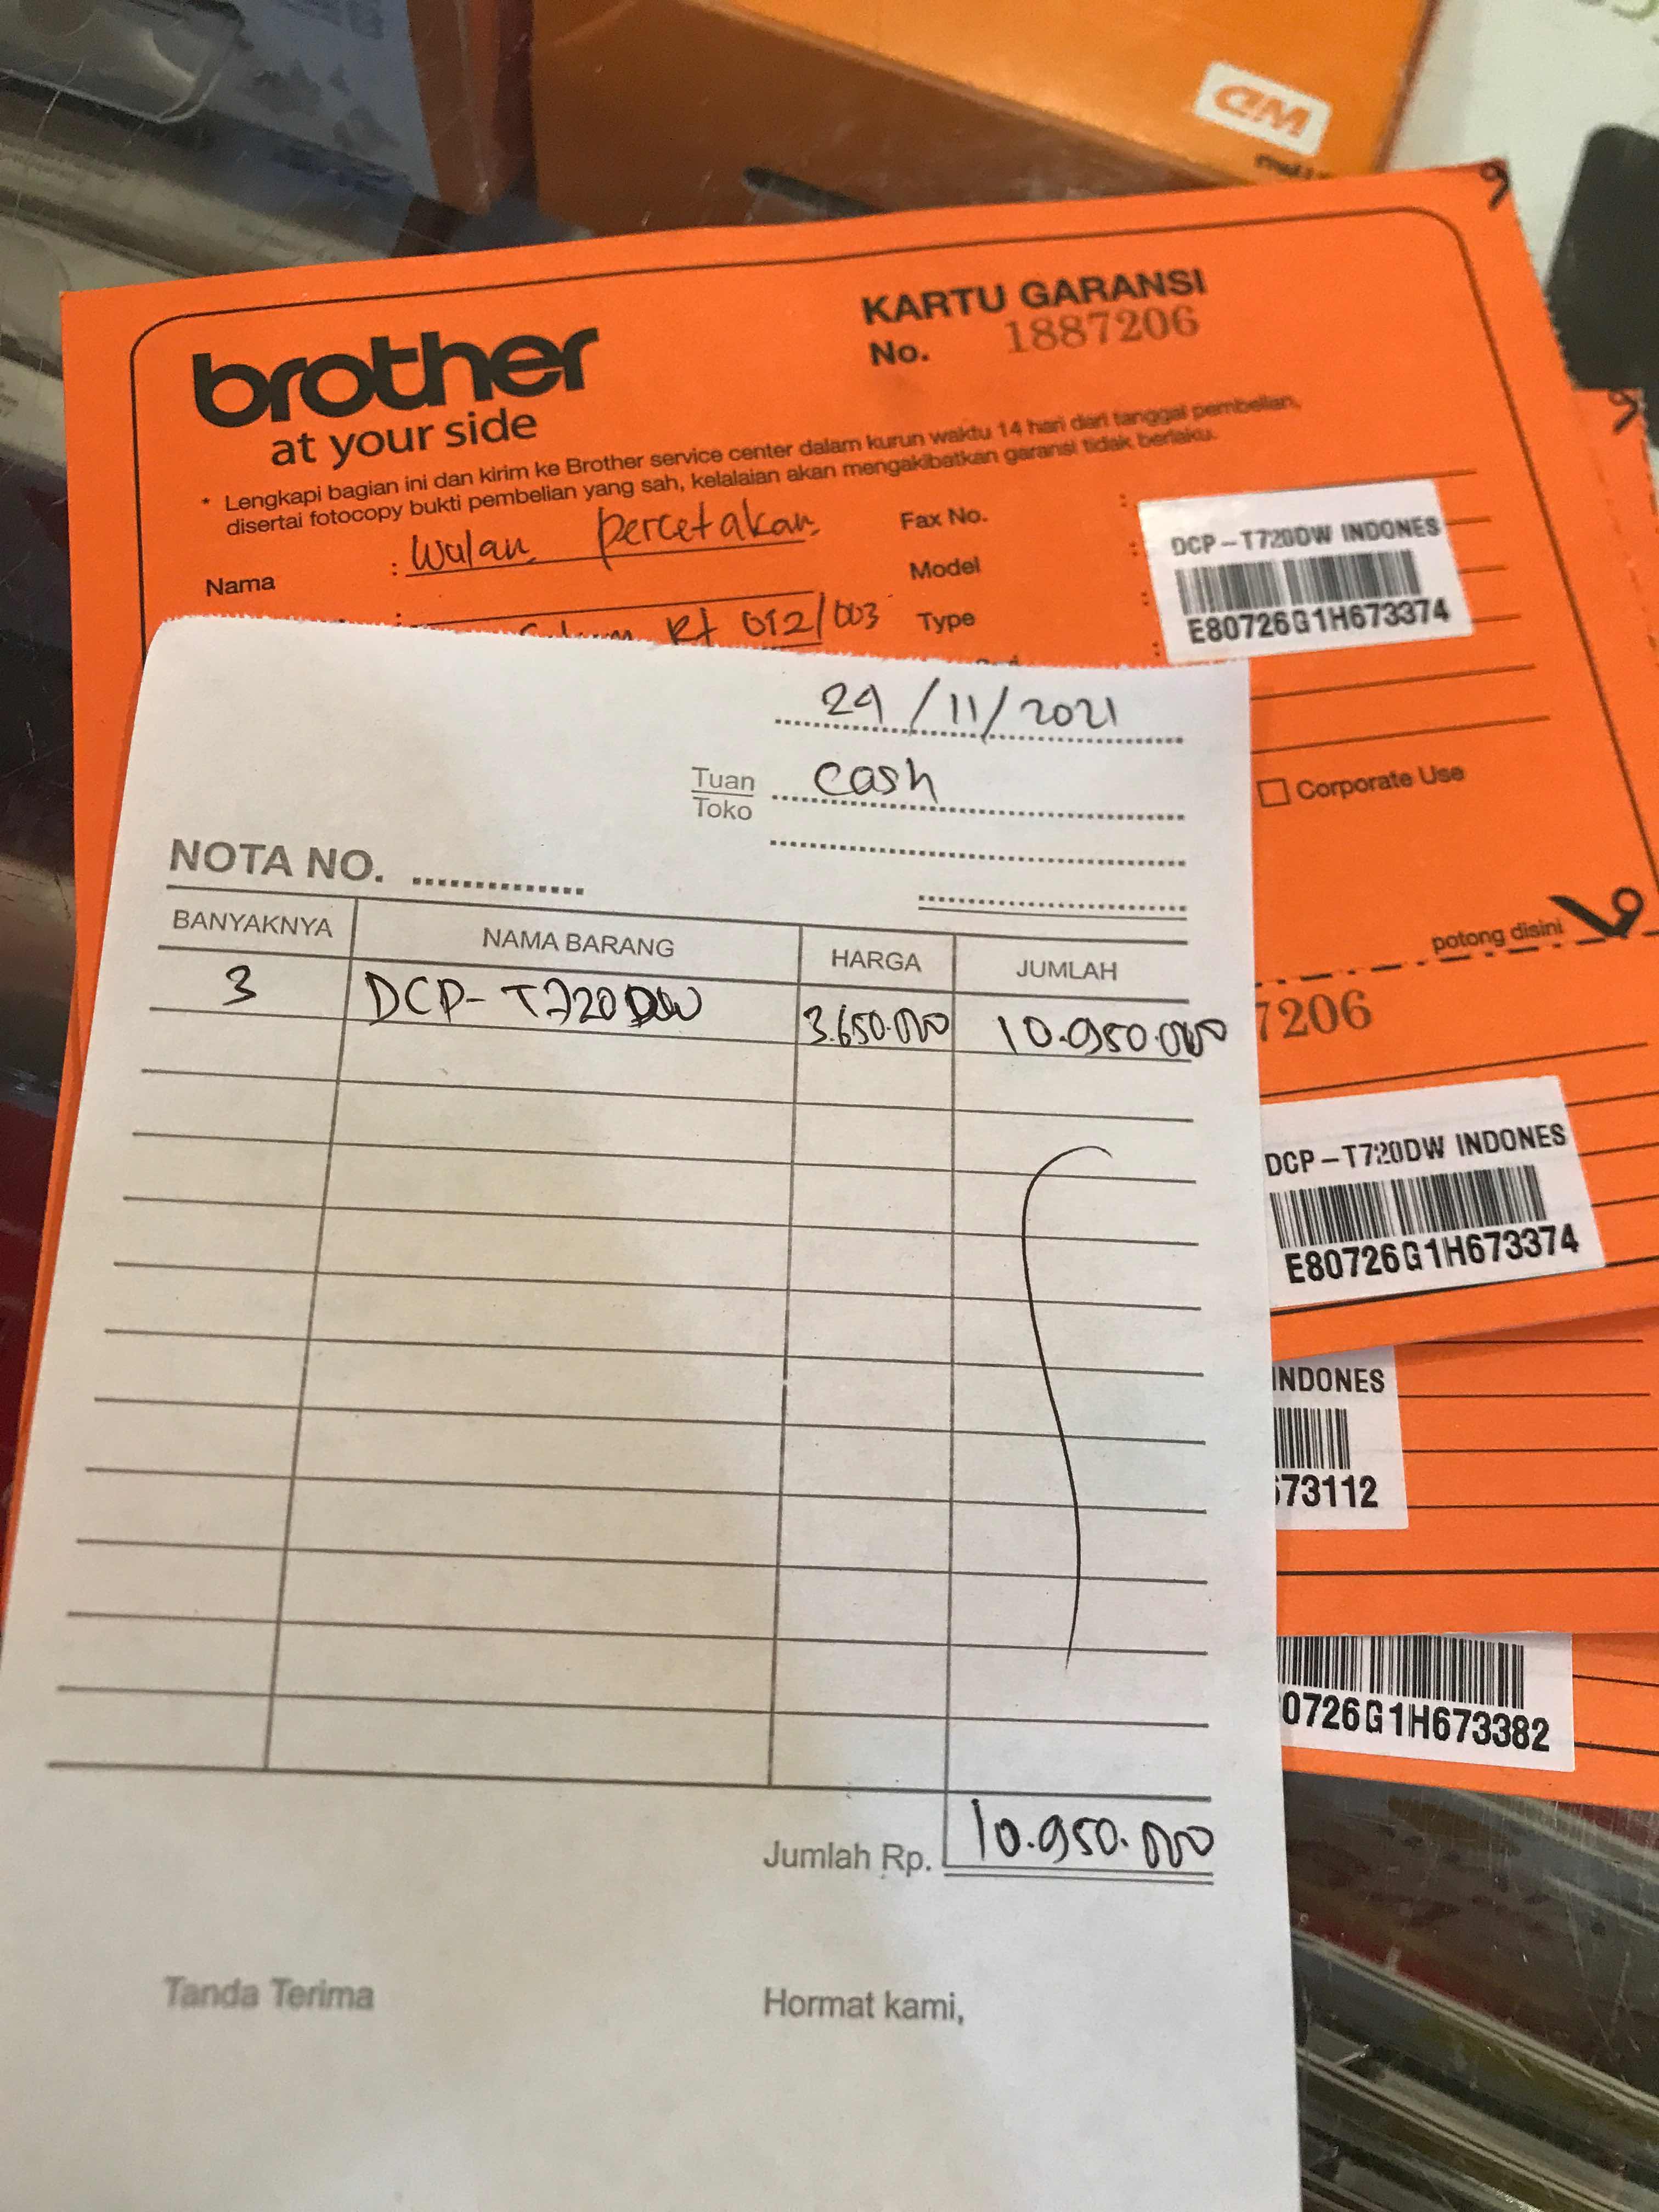 KARTU GARANSI
No. 1887206
brother
at your side
* Lengkapi bagian ini dan kirim ke Brother service center dalam kurun waktu 14 hari dari tanggal pembelian,
disertai fotocopy bukti pembelian yang sah, kelalaian akan mengakibatkan garansi tidak berlaku.
Nama : Wulan percetakan
Fax No. :
Model :
Type :
Rt 012/003
DCP-T720DW INDONES
E80726G1H673374
Corporate Use
potong disini
7206
DCP-T720DW INDONES
E80726G1H673374
INDONES
73112
0726G1H673382
29/11/2021
Tuan
Toko
Cash
NOTA NO.
BANYAKNYA NAMA BARANG HARGA JUMLAH
3 DCP-T720DW 3.650.000 10.950.000
Jumlah Rp. 10.950.000
Tanda Terima Hormat kami,